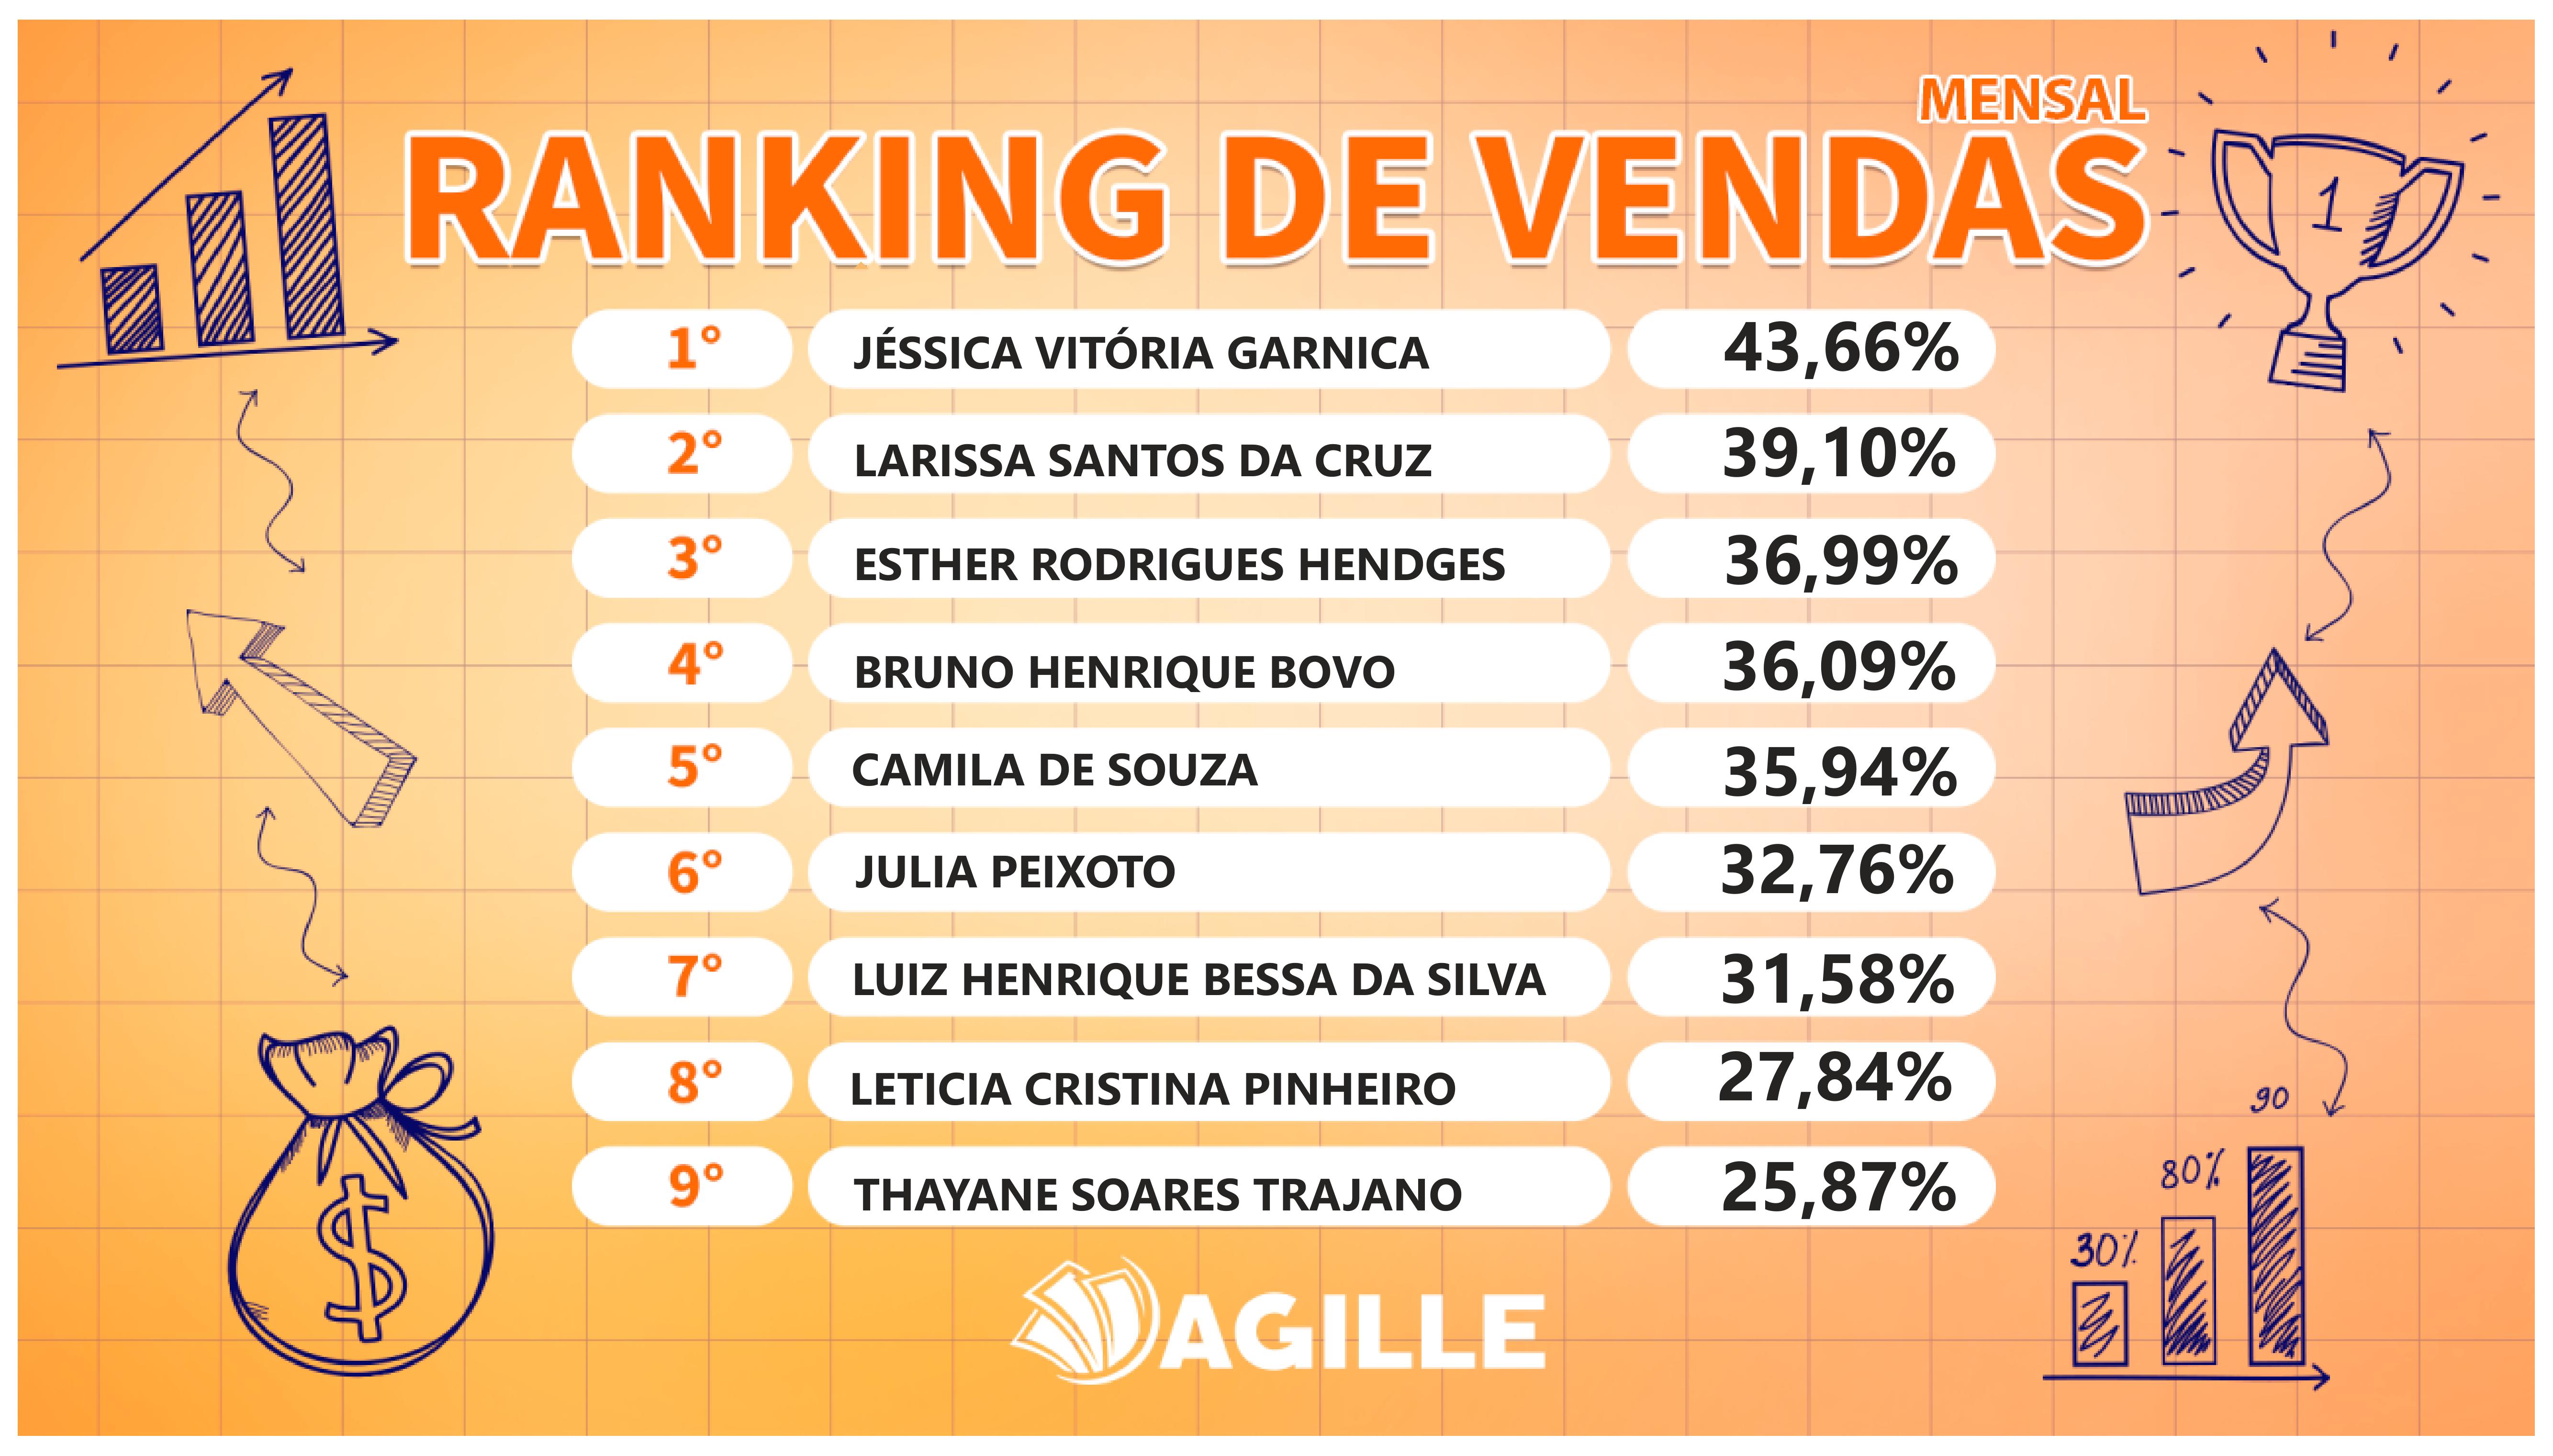 MENSAL
RANKING DE VENDAS
1
1° JÉSSICA VITÓRIA GARNICA 43,66%
2° LARISSA SANTOS DA CRUZ 39,10%
3° ESTHER RODRIGUES HENDGES 36,99%
4° BRUNO HENRIQUE BOVO 36,09%
5° CAMILA DE SOUZA 35,94%
6° JULIA PEIXOTO 32,76%
7° LUIZ HENRIQUE BESSA DA SILVA 31,58%
8° LETICIA CRISTINA PINHEIRO 27,84%
9° THAYANE SOARES TRAJANO 25,87%
90
80%
30%
$
AGILLE